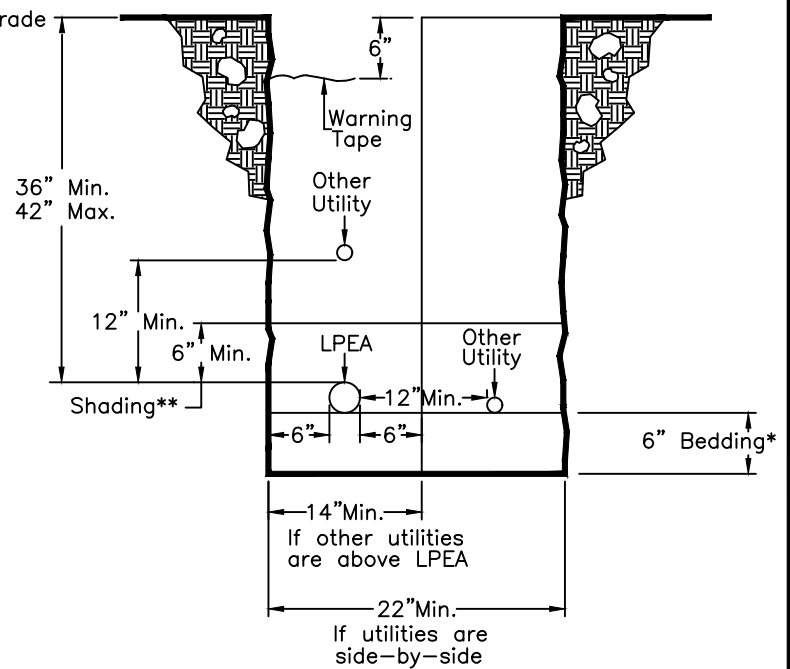 rade
6”
Warning
Tape
36” Min.
42” Max.
Other
Utility
12” Min.
6” Min.
LPEA
Other
Utility
12”Min.
Shading**
6”
6”
6” Bedding*
14”Min.
If other utilities
are above LPEA
22”Min.
If utilities are
side-by-side